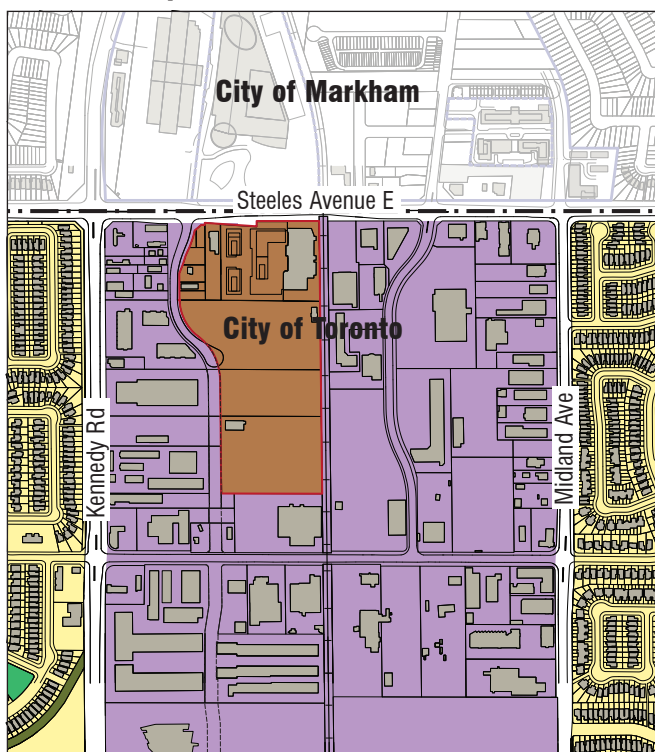 City of Markham
Steeles Avenue E
City of Toronto
Kennedy Rd
Midland Ave